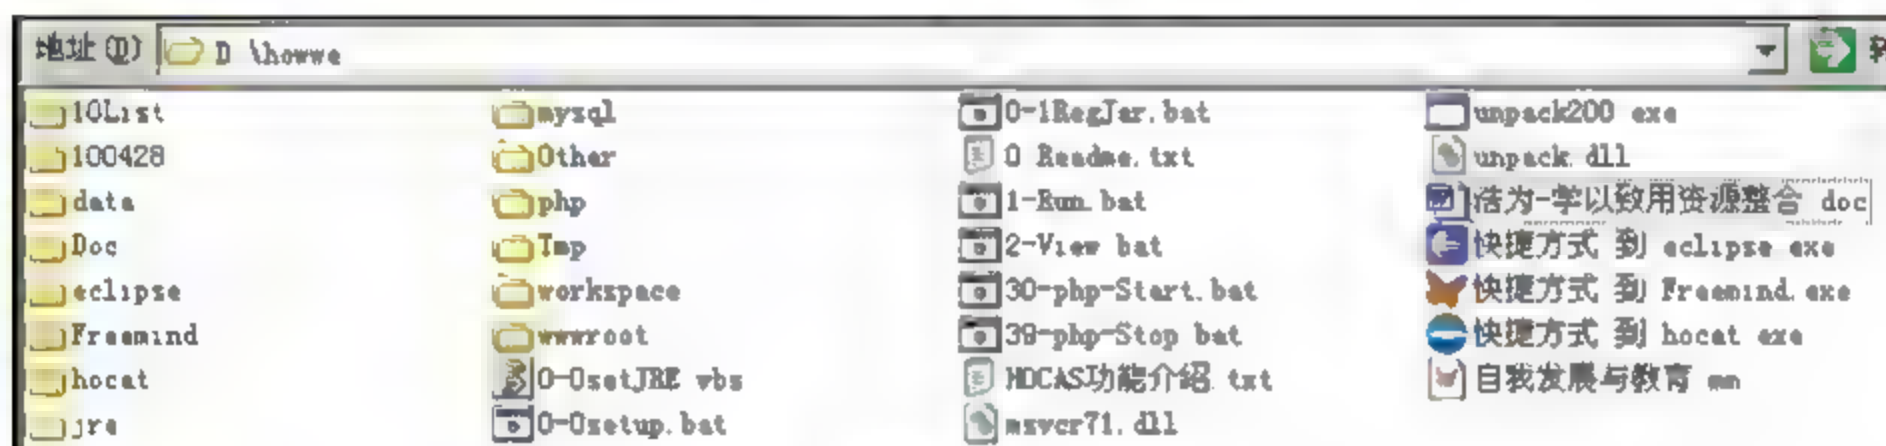 地址(D) D \howwe
10List
100428
data
Doc
eclipse
Freemind
hocat
jre
mysql
Other
php
Tmp
workspace
wwwroot
0-0setJRE vbs
0-0setup.bat
0-1RegJar.bat
0 Readme.txt
1-Run.bat
2-View bat
30-php-Start.bat
39-php-Stop bat
HOCAS功能介绍 txt
msvcr71.dll
unpack200 exe
unpack.dll
浩为-学以致用资源整合 doc
快捷方式 到 eclipse exe
快捷方式 到 Freemind.exe
快捷方式 到 hocat exe
自我发展与教育 mm